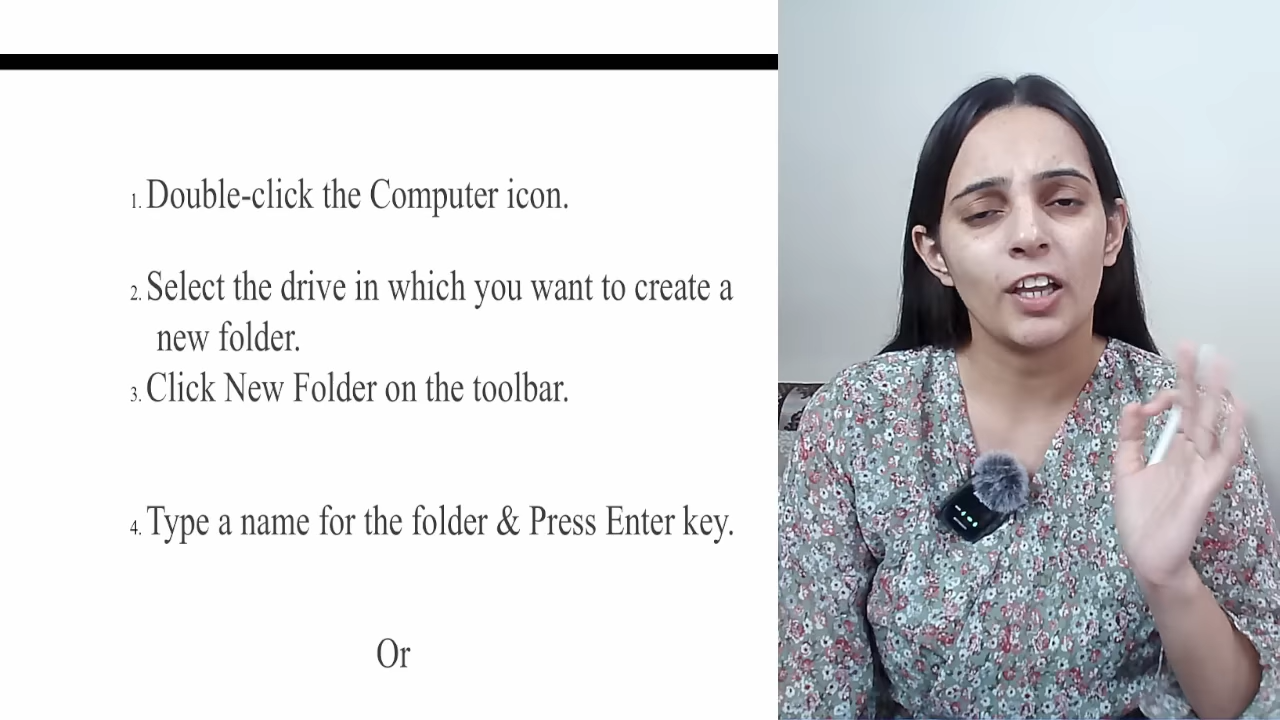 1. Double-click the Computer icon.
2. Select the drive in which you want to create a
new folder.
3. Click New Folder on the toolbar.
4. Type a name for the folder & Press Enter key.
Or